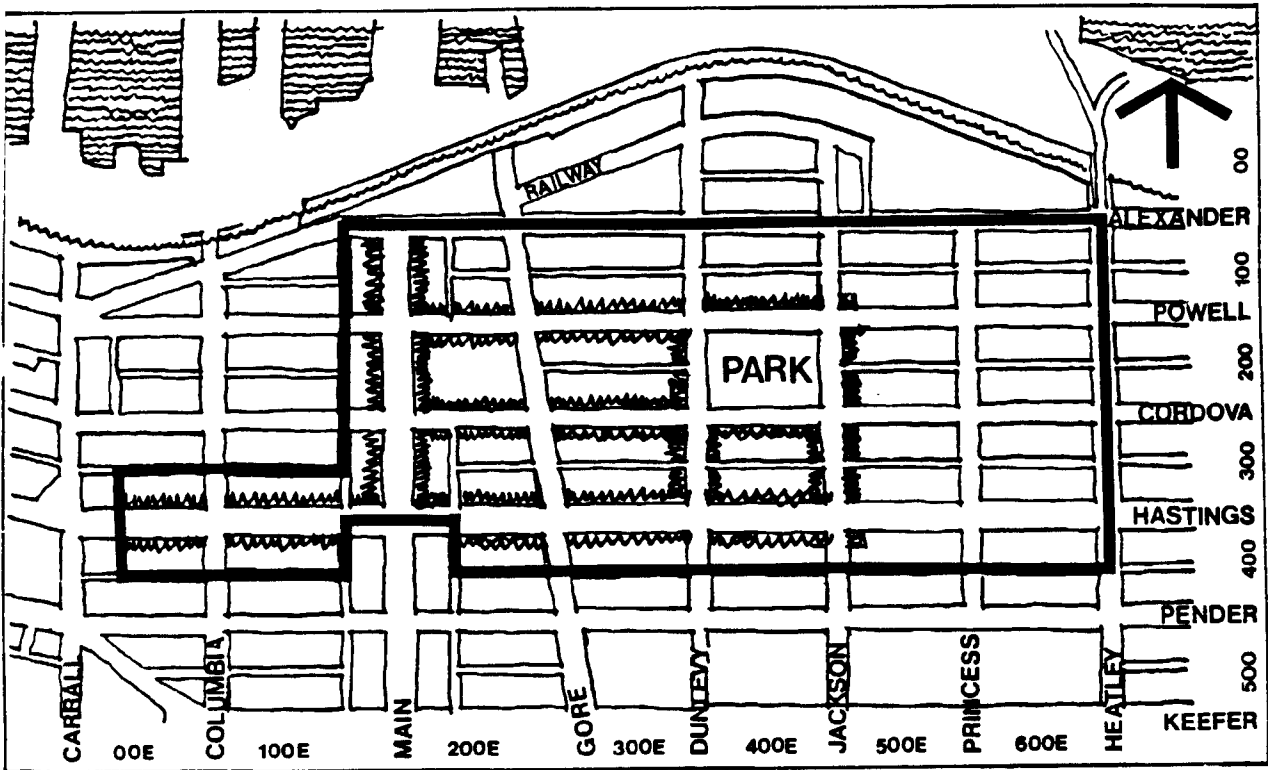 RAILWAY
00
ALEXANDER
100
POWELL
PARK
200
CORDOVA
300
HASTINGS
400
PENDER
500
KEEFER
CARRALL
00E
COLUMBIA
100E
MAIN
200E
GORE
300E
DUNLEVY
400E
JACKSON
500E
PRINCESS
600E
HEATLEY